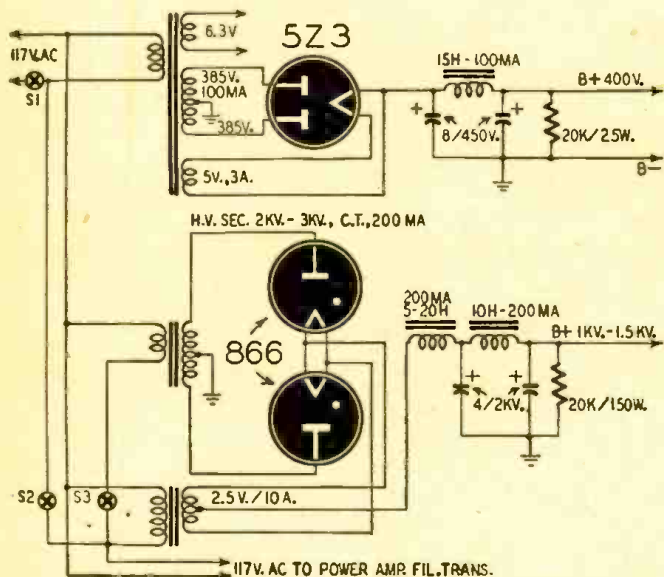 6.3V
5Z3
117V. AC
S1
385V.
100MA
385V.
5V., 3A.
15H-100MA
B+ 400V.
8/450V.
20K/25W.
B-
H.V. SEC. 2KV.-3KV., C.T., 200 MA
866
200MA
5-20H
10H-200MA
B+ 1KV.-1.5KV.
4/2KV.
20K/150W.
S2
S3
2.5V./10A.
117V. AC TO POWER AMP. FIL. TRANS.